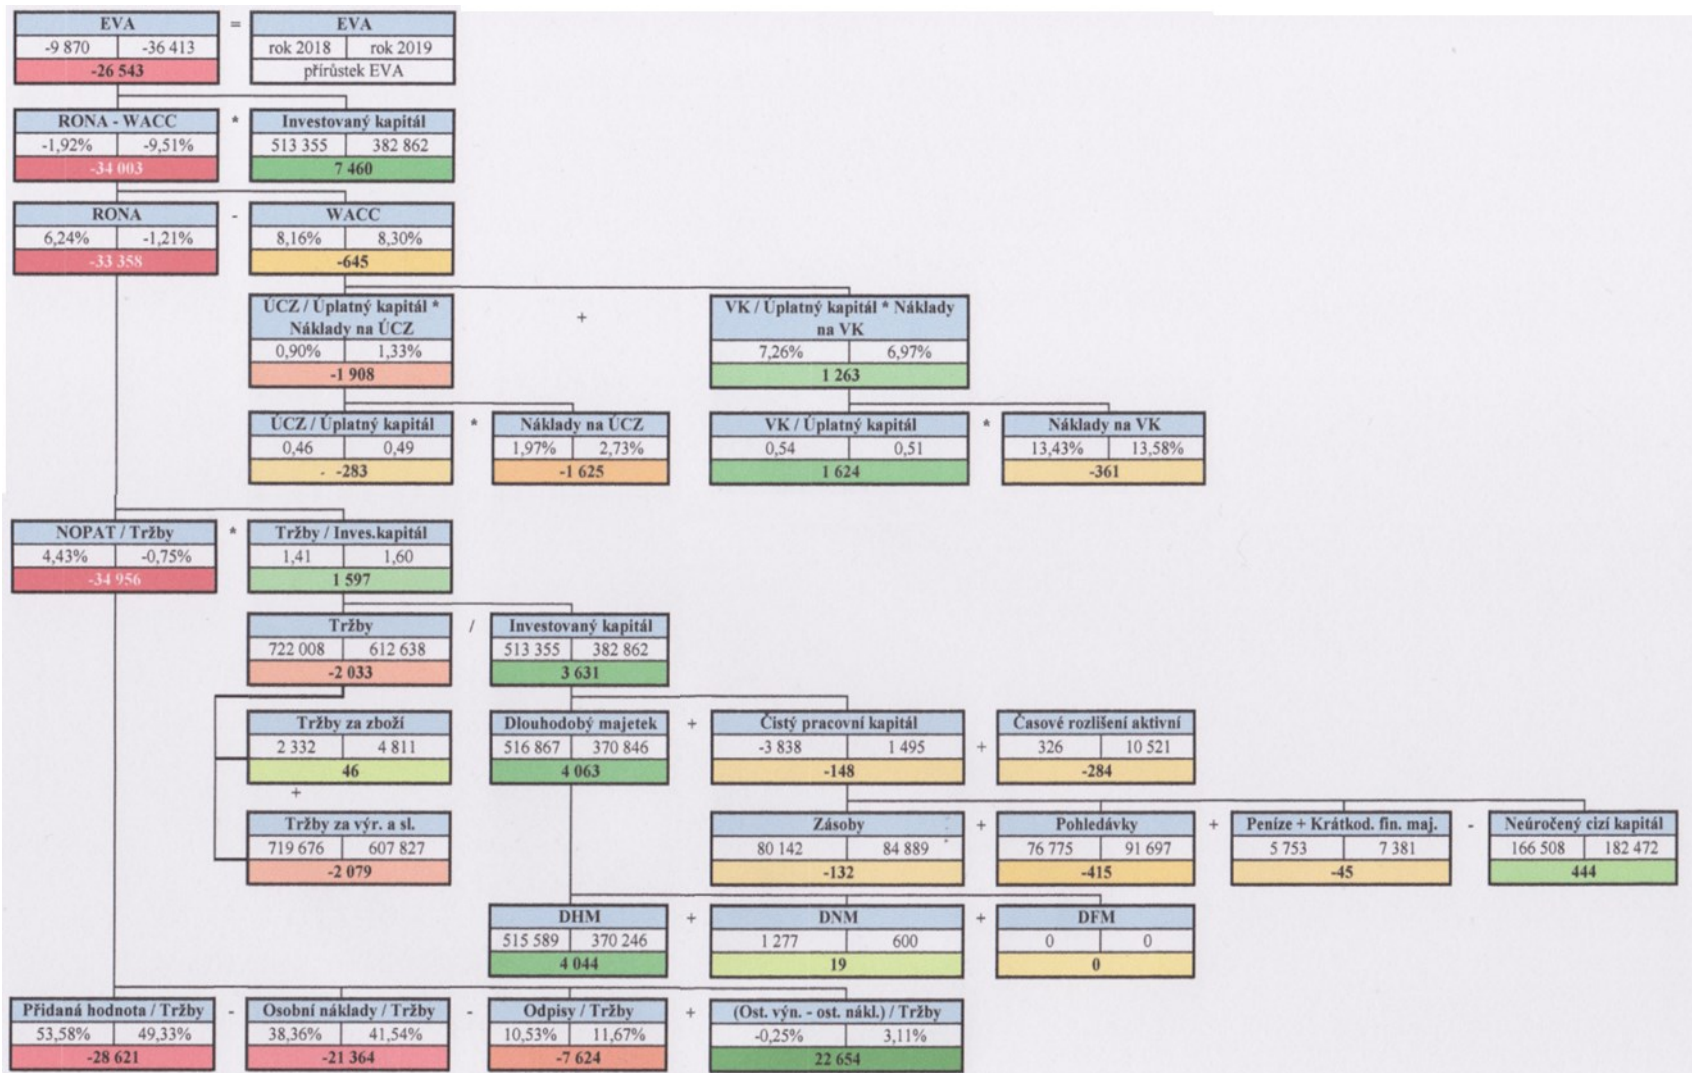 EVA = EVA
-9 870 -36 413 rok 2018 rok 2019
-26 543 přírůstek EVA
RONA - WACC * Investovaný kapitál
-1,92% -9,51% 513 355 382 862
-34 003 7 460
RONA - WACC
6,24% -1,21% 8,16% 8,30%
-33 358 -645
ÚCZ / Úplatný kapitál *
Náklady na ÚCZ
0,90% 1,33%
-1 908
+
VK / Úplatný kapitál * Náklady
na VK
7,26% 6,97%
1 263
ÚCZ / Úplatný kapitál * Náklady na ÚCZ VK / Úplatný kapitál * Náklady na VK
0,46 0,49 1,97% 2,73% 0,54 0,51 13,43% 13,58%
-283 -1 625 1 624 -361
NOPAT / Tržby * Tržby / Inves.kapitál
4,43% -0,75% 1,41 1,60
-34 956 1 597
Tržby / Investovaný kapitál
722 008 612 638 513 355 382 862
-2 033 3 631
Tržby za zboží Dlouhodobý majetek + Čistý pracovní kapitál Časové rozlišení aktivní
2 332 4 811 516 867 370 846 -3 838 1 495 + 326 10 521
46 4 063 -148 -284
+
Tržby za výr. a sl. Zásoby + Pohledávky + Peníze + Krátkod. fin. maj. - Neúročený cizí kapitál
719 676 607 827 80 142 84 889 76 775 91 697 5 753 7 381 166 508 182 472
-2 079 -132 -415 -45 444
DHM + DNM + DFM
515 589 370 246 1 277 600 0 0
4 044 19 0
Přidaná hodnota / Tržby - Osobní náklady / Tržby - Odpisy / Tržby + (Ost. výn. - ost. nákl.) / Tržby
53,58% 49,33% 38,36% 41,54% 10,53% 11,67% -0,25% 3,11%
-28 621 -21 364 -7 624 22 654